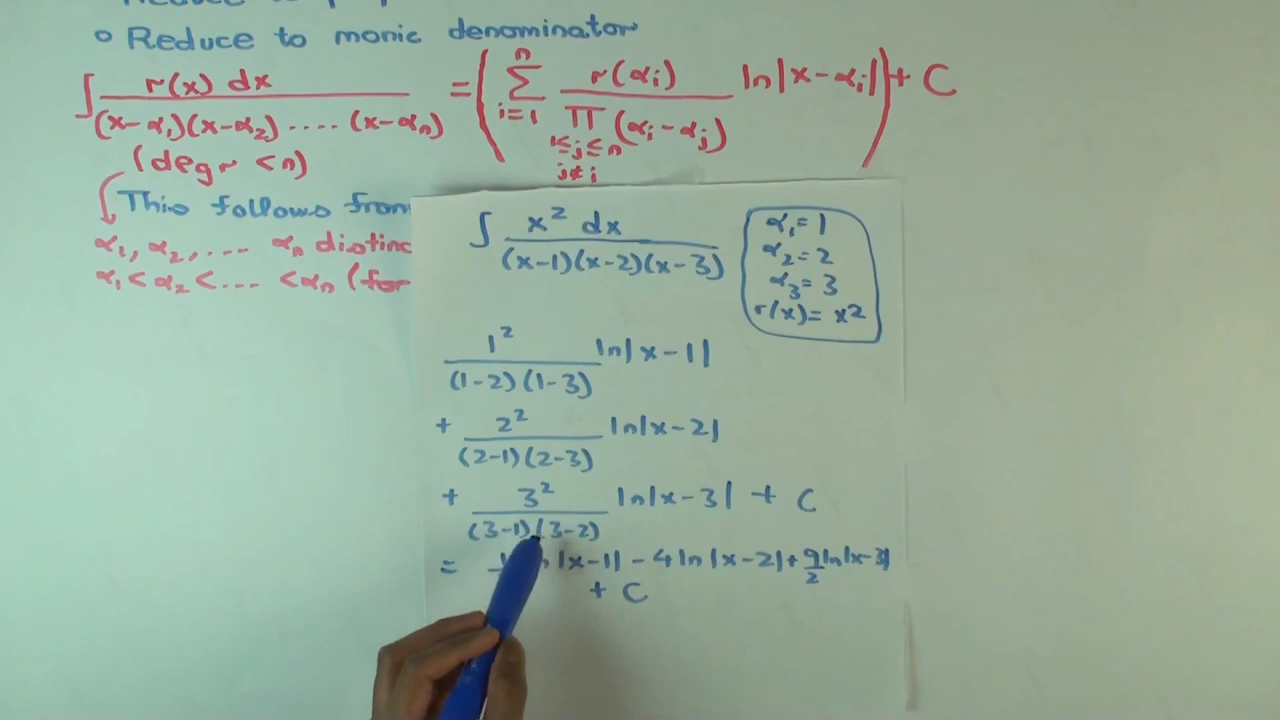 o Reduce to monic denominator
∫ r(x) dx / (x-α₁)(x-α₂) .... (x-αₙ) = ( Σ i=1 n r(αᵢ) / Π 1≤j≤n j≠i (αᵢ-αⱼ) ln|x-αᵢ| ) + C
(deg r < n)
This follows from
α₁, α₂, .... αₙ distinc
α₁ < α₂ < .... < αₙ (for
∫ x² dx / (x-1)(x-2)(x-3)
α₁ = 1
α₂ = 2
α₃ = 3
r(x) = x²
1² / (1-2)(1-3) ln|x-1|
+ 2² / (2-1)(2-3) ln|x-2|
+ 3² / (3-1)(3-2) ln|x-3| + C
= |x-1| - 4 ln|x-2| + 9/2 ln|x-3|
+ C